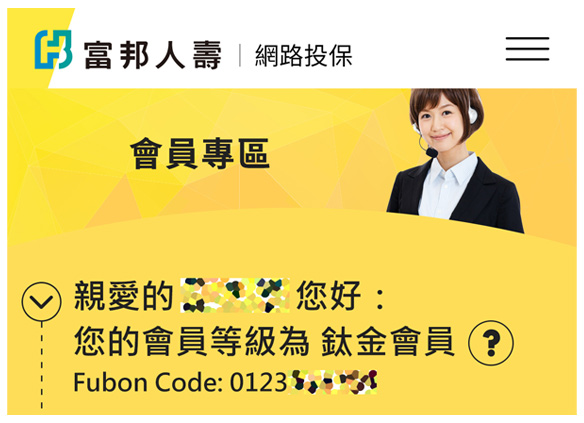 富邦人壽 | 網路投保
會員專區
親愛的 您好：
您的會員等級為 鈦金會員 ?
Fubon Code: 0123